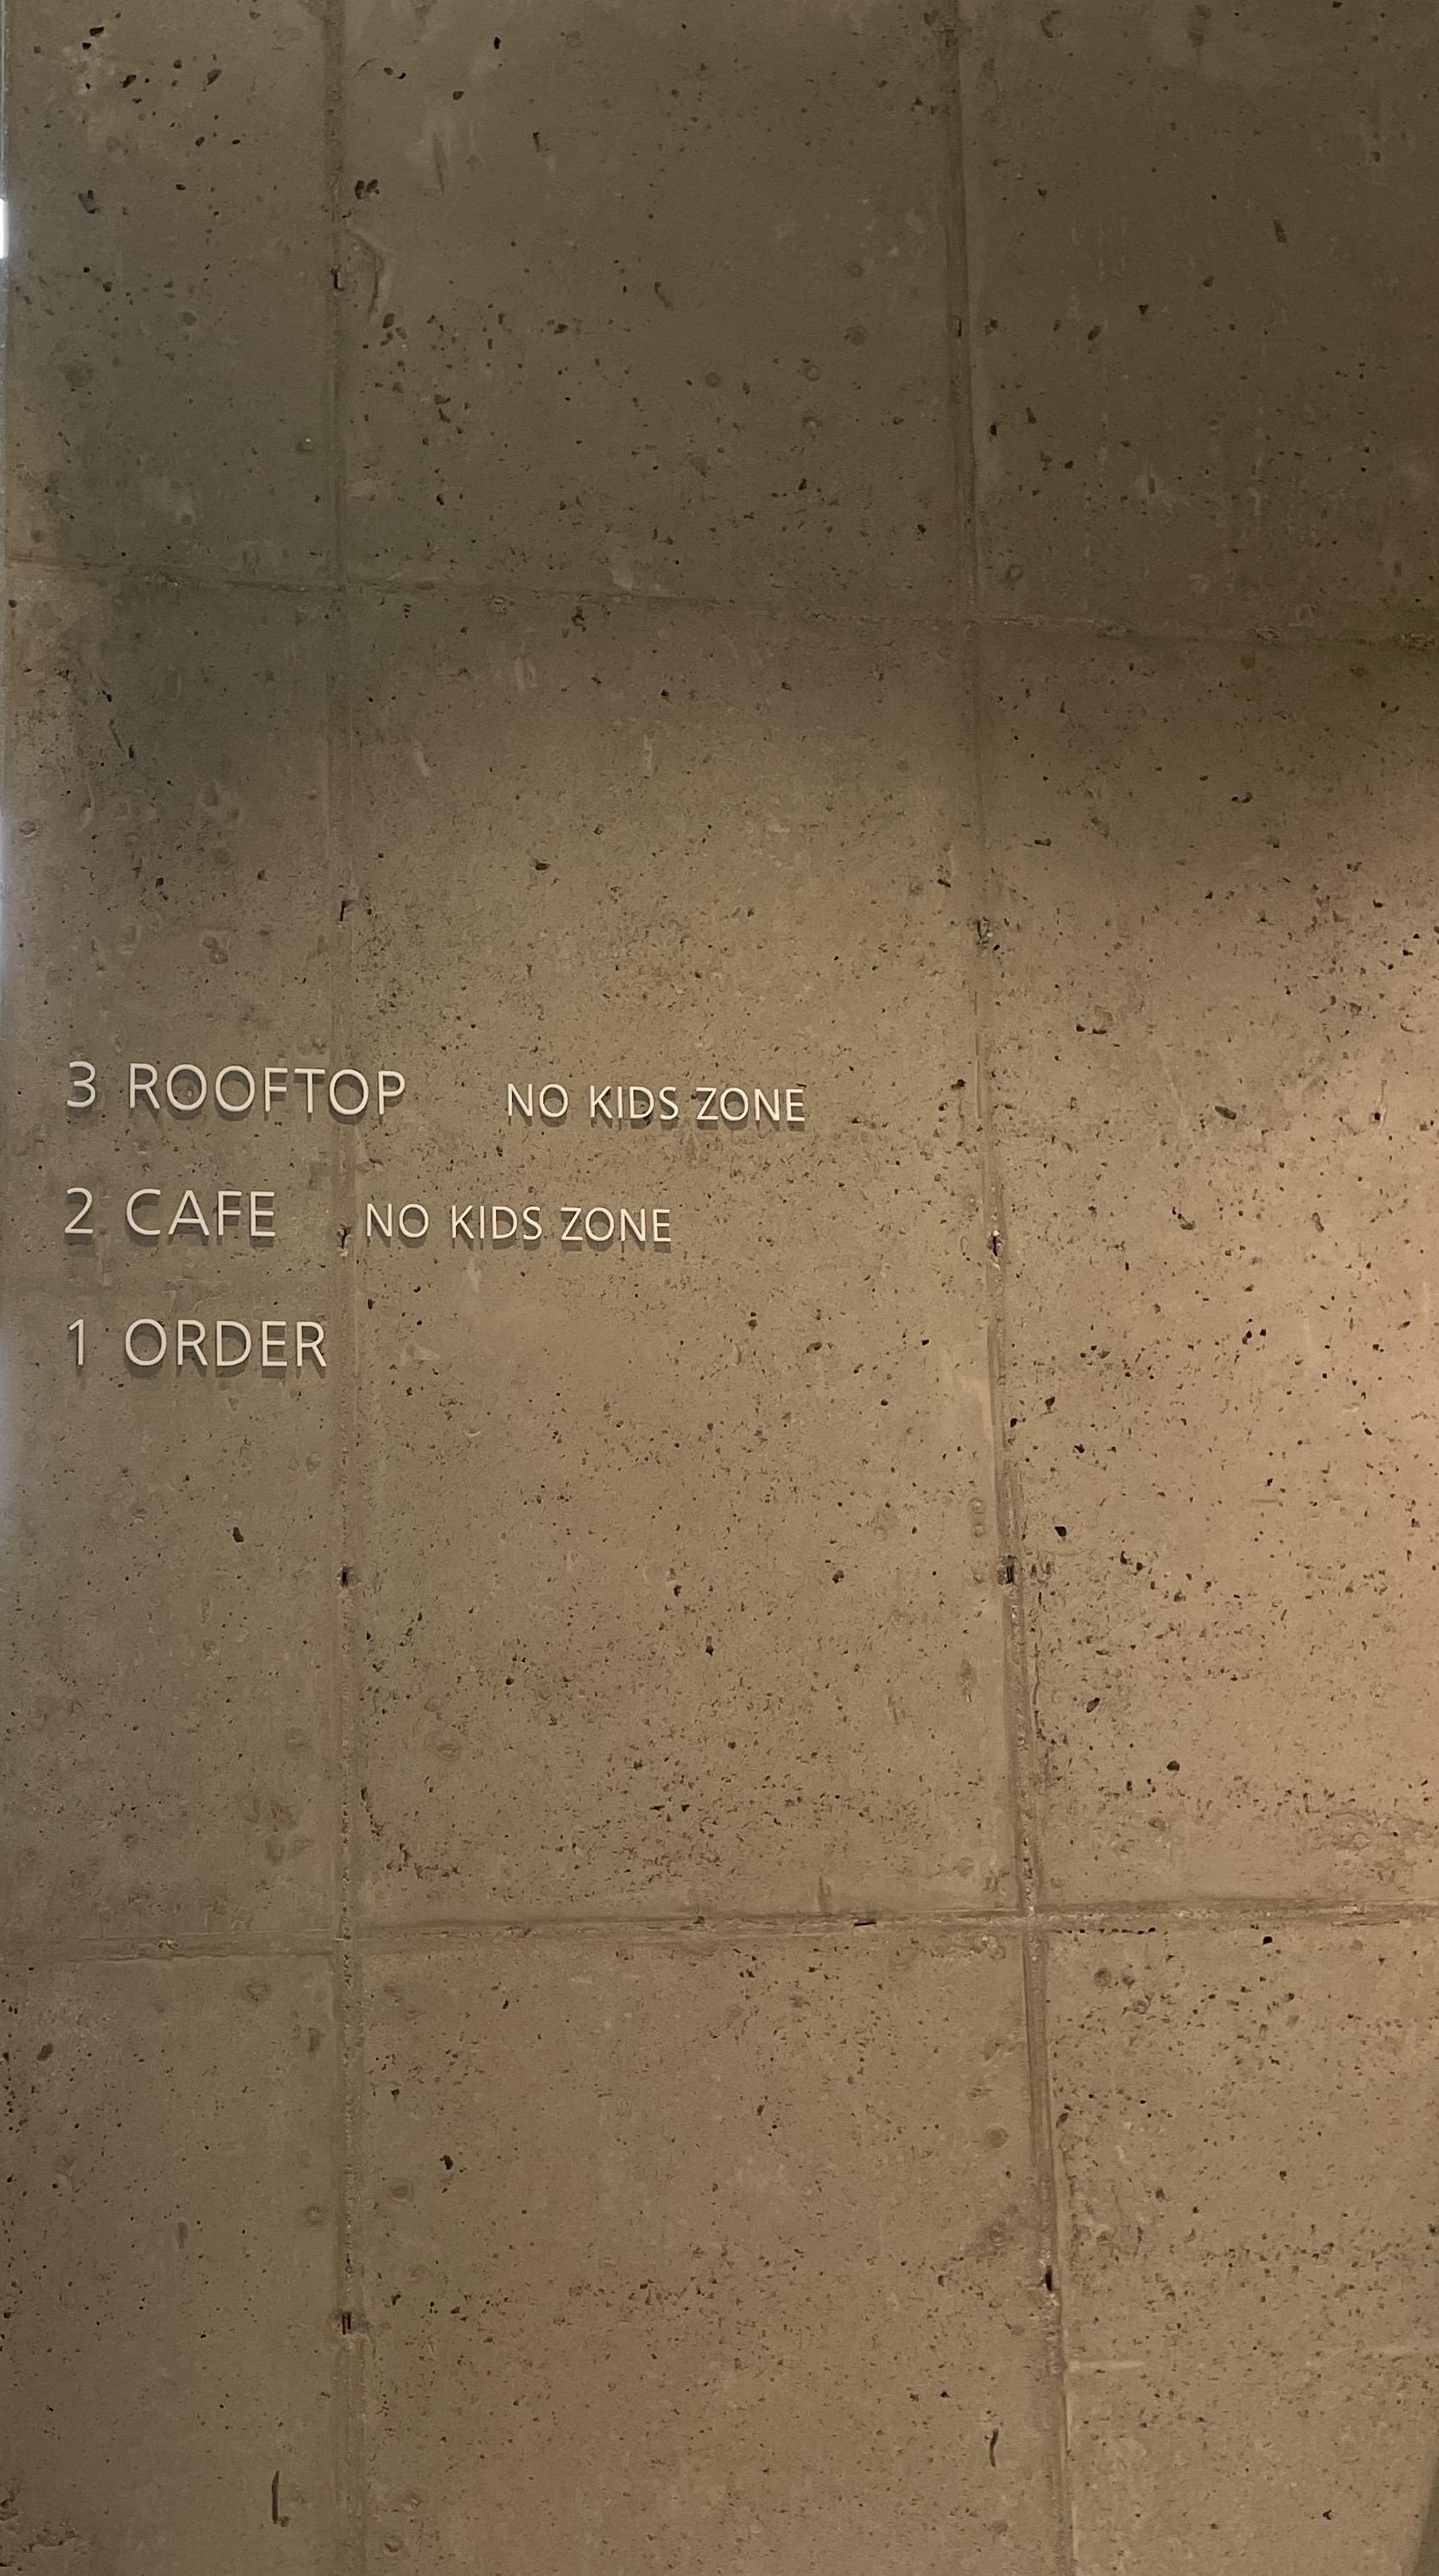 3 ROOFTOP NO KIDS ZONE
2 CAFE NO KIDS ZONE
1 ORDER